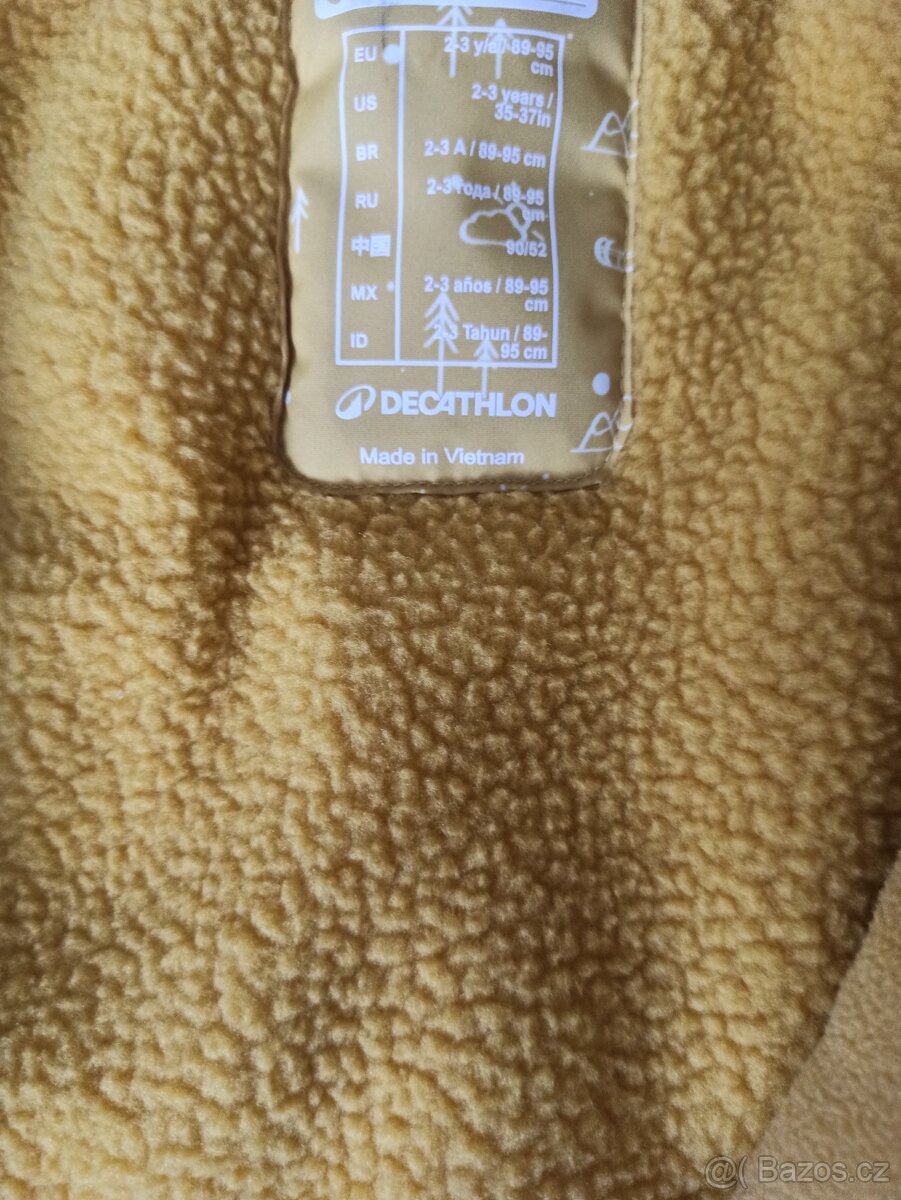 EU 2-3 y/e / 89-95
cm
US 2-3 years /
35-37in
BR 2-3 A / 89-95 cm
RU 2-3 года / 89-95
cm
中國 90/52
MX 2-3 años / 89-95
cm
ID 2-3 Tahun / 89-
95 cm
DECATHLON
Made in Vietnam
@( Bazos.cz